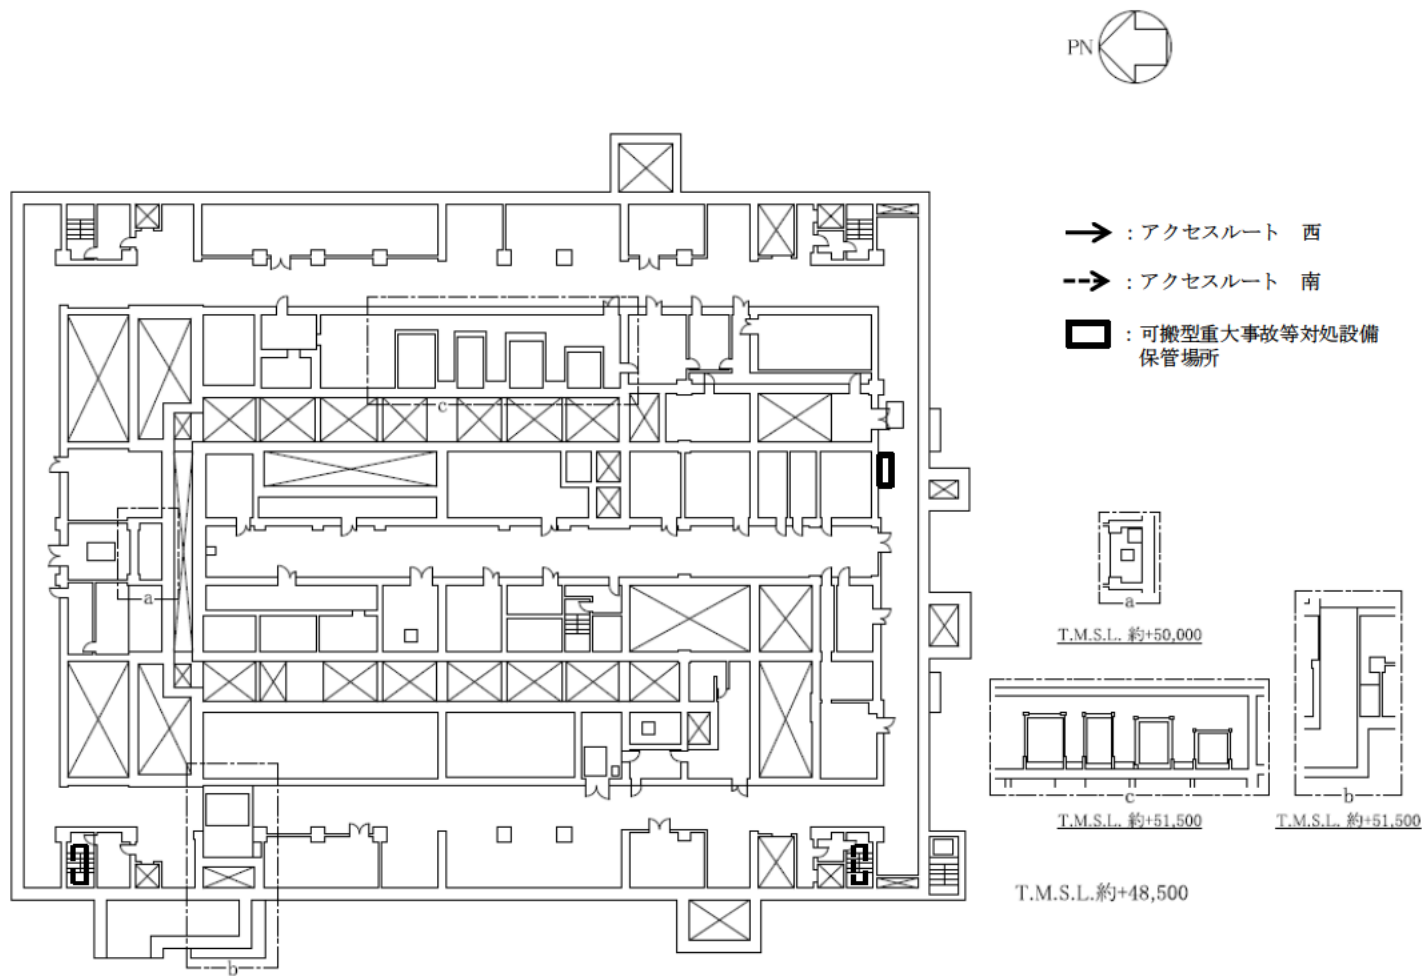 PN
：アクセスルート　西
：アクセスルート　南
：可搬型重大事故等対処設備
保管場所
c
a
b
a
T.M.S.L. 約+50,000
c
T.M.S.L. 約+51,500
b
T.M.S.L. 約+51,500
T.M.S.L.約+48,500